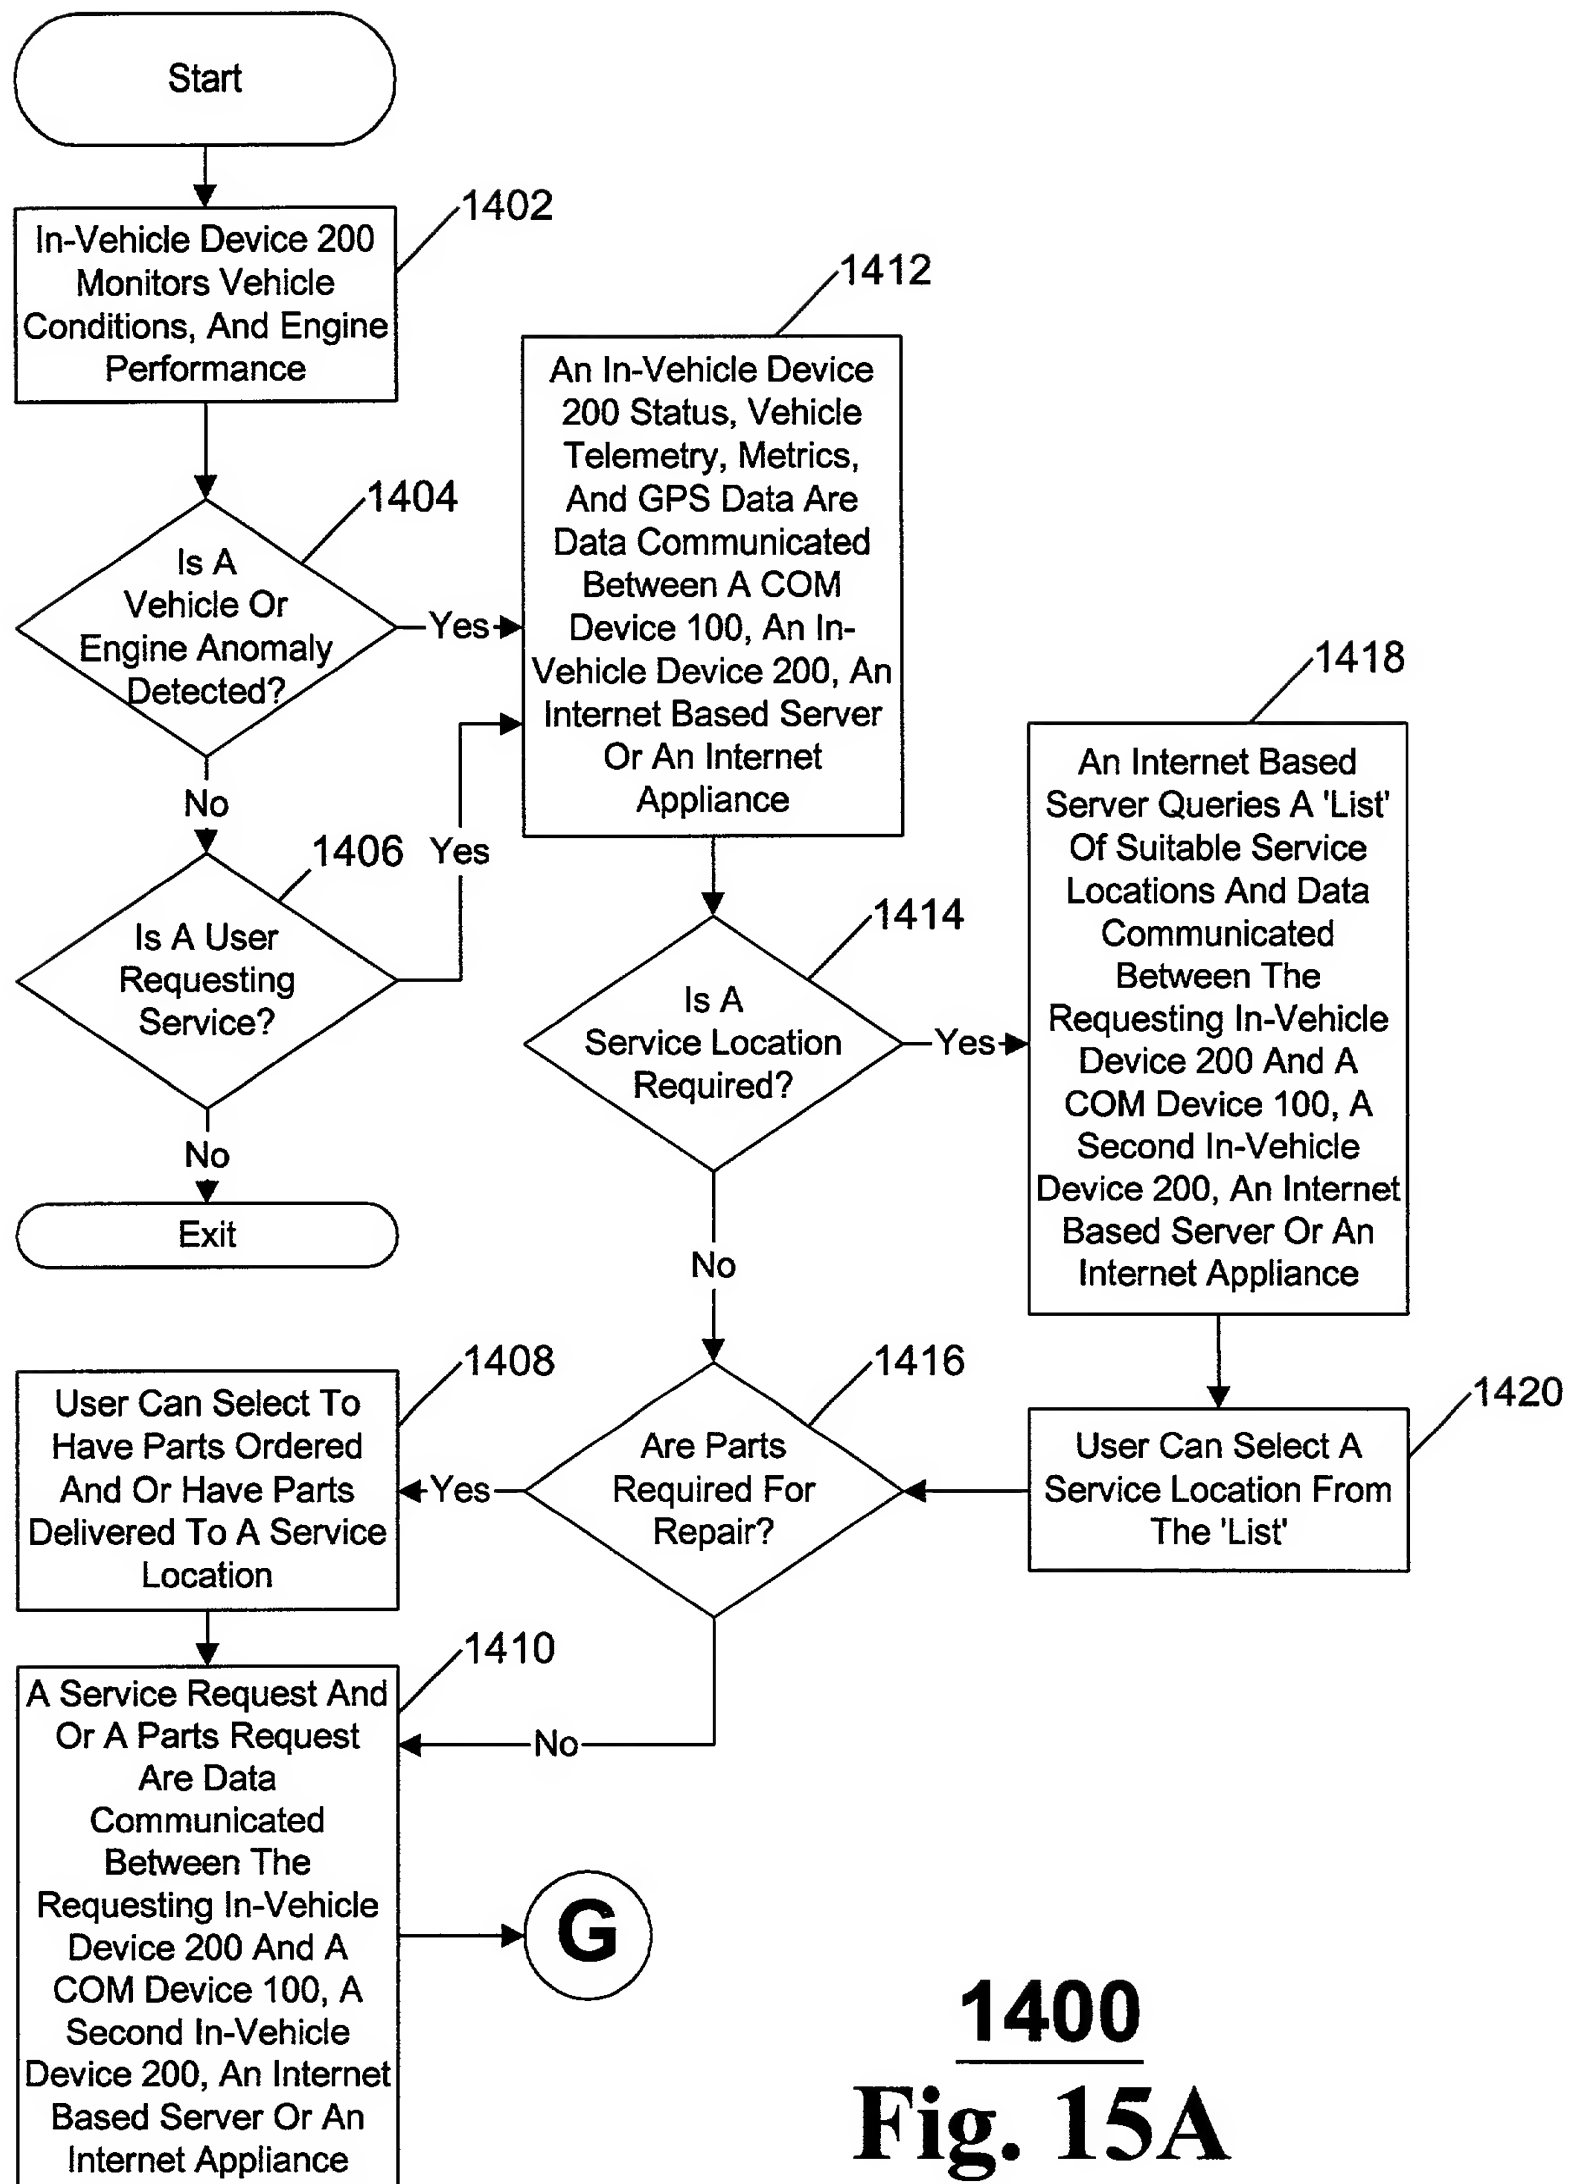 Start
1402
In-Vehicle Device 200
Monitors Vehicle
Conditions, And Engine
Performance
1404
Is A
Vehicle Or
Engine Anomaly
Detected?
Yes
No
1406
Yes
Is A User
Requesting
Service?
No
Exit
1412
An In-Vehicle Device
200 Status, Vehicle
Telemetry, Metrics,
And GPS Data Are
Data Communicated
Between A COM
Device 100, An In-
Vehicle Device 200, An
Internet Based Server
Or An Internet
Appliance
1414
Is A
Service Location
Required?
Yes
No
1418
An Internet Based
Server Queries A 'List'
Of Suitable Service
Locations And Data
Communicated
Between The
Requesting In-Vehicle
Device 200 And A
COM Device 100, A
Second In-Vehicle
Device 200, An Internet
Based Server Or An
Internet Appliance
1420
User Can Select A
Service Location From
The 'List'
1416
Are Parts
Required For
Repair?
Yes
No
1408
User Can Select To
Have Parts Ordered
And Or Have Parts
Delivered To A Service
Location
1410
A Service Request And
Or A Parts Request
Are Data
Communicated
Between The
Requesting In-Vehicle
Device 200 And A
COM Device 100, A
Second In-Vehicle
Device 200, An Internet
Based Server Or An
Internet Appliance
G
1400
Fig. 15A